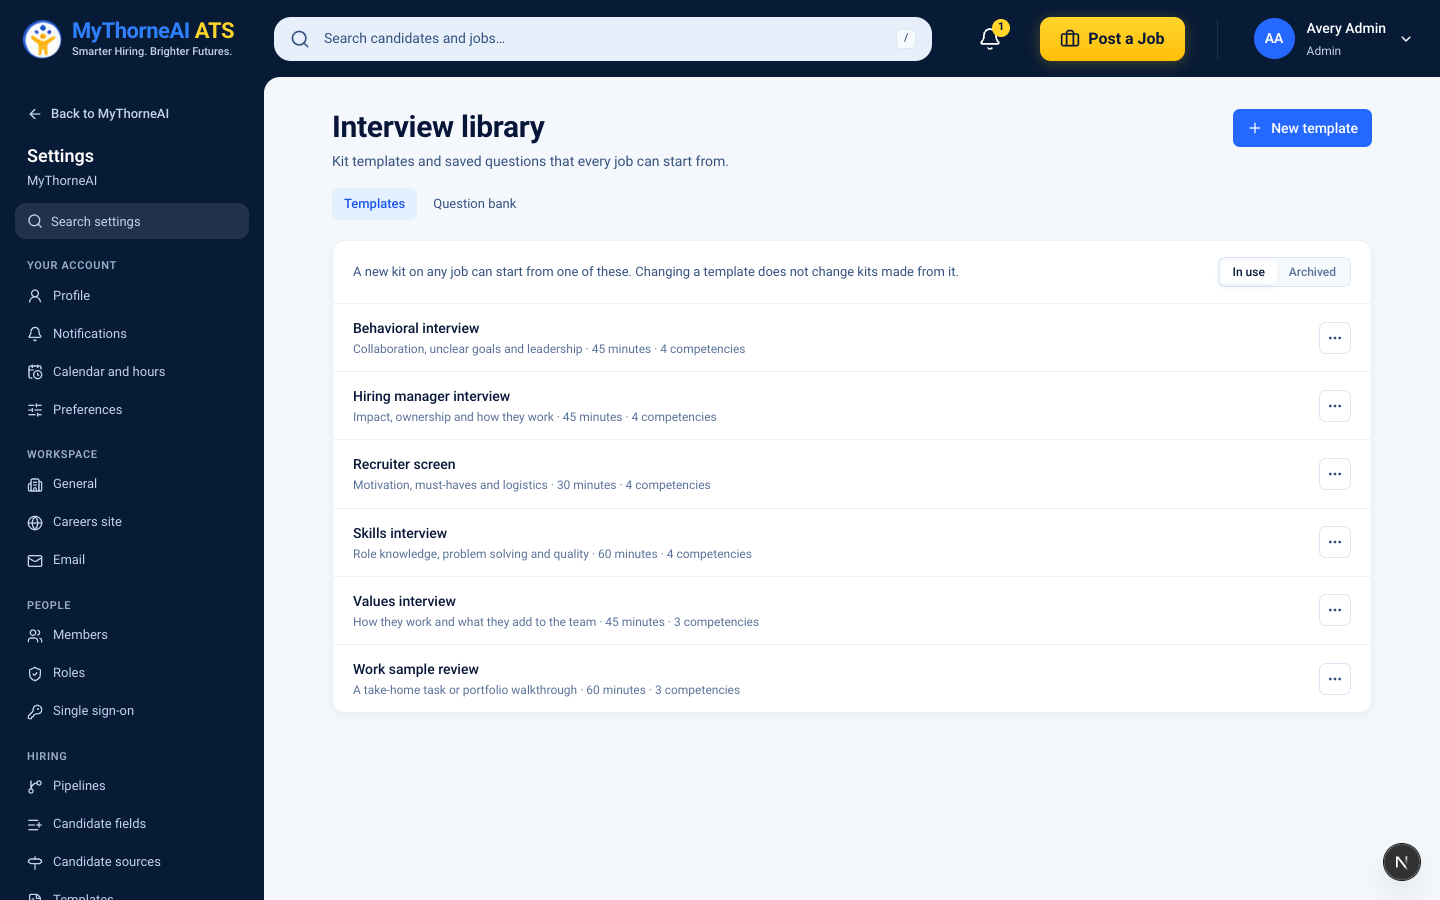 MyThorneAI ATS
Smarter Hiring. Brighter Futures.
Search candidates and jobs...
/
1
Post a Job
AA
Avery Admin
Admin
Back to MyThorneAI
Settings
MyThorneAI
Search settings
YOUR ACCOUNT
Profile
Notifications
Calendar and hours
Preferences
WORKSPACE
General
Careers site
Email
PEOPLE
Members
Roles
Single sign-on
HIRING
Pipelines
Candidate fields
Candidate sources
Templates
Interview library
Kit templates and saved questions that every job can start from.
New template
Templates
Question bank
A new kit on any job can start from one of these. Changing a template does not change kits made from it.
In use
Archived
Behavioral interview
Collaboration, unclear goals and leadership · 45 minutes · 4 competencies
Hiring manager interview
Impact, ownership and how they work · 45 minutes · 4 competencies
Recruiter screen
Motivation, must-haves and logistics · 30 minutes · 4 competencies
Skills interview
Role knowledge, problem solving and quality · 60 minutes · 4 competencies
Values interview
How they work and what they add to the team · 45 minutes · 3 competencies
Work sample review
A take-home task or portfolio walkthrough · 60 minutes · 3 competencies
N